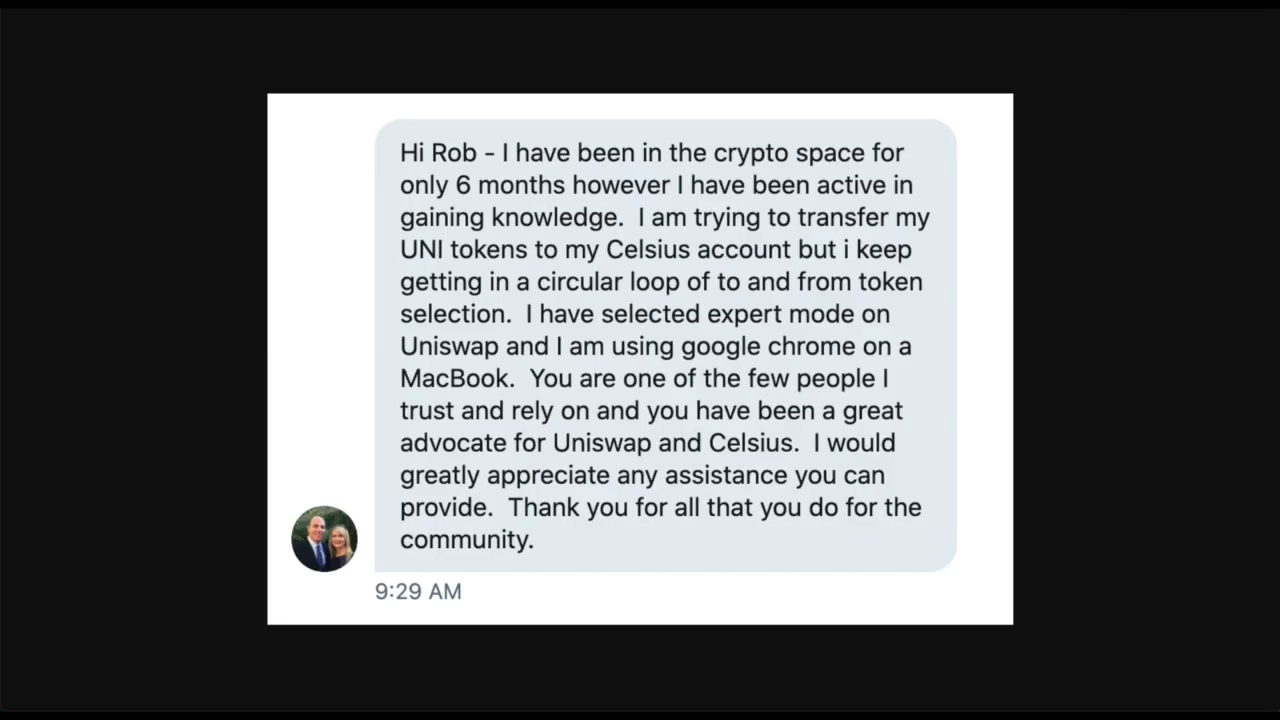 Hi Rob - I have been in the crypto space for
only 6 months however I have been active in
gaining knowledge.  I am trying to transfer my
UNI tokens to my Celsius account but i keep
getting in a circular loop of to and from token
selection.  I have selected expert mode on
Uniswap and I am using google chrome on a
MacBook.  You are one of the few people I
trust and rely on and you have been a great
advocate for Uniswap and Celsius.  I would
greatly appreciate any assistance you can
provide.  Thank you for all that you do for the
community.
9:29 AM